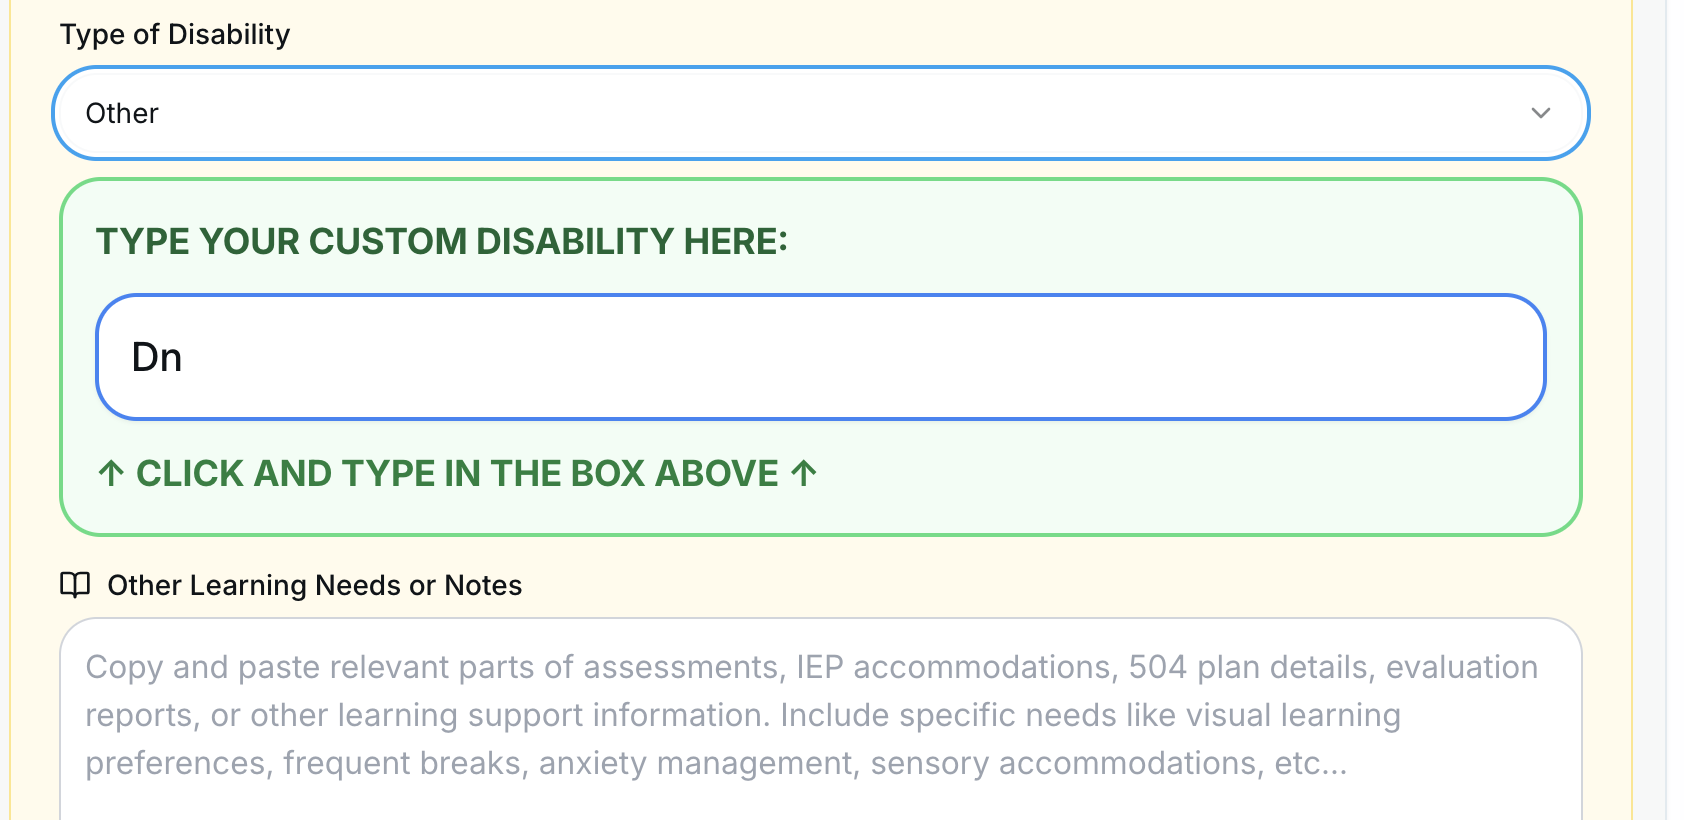 Type of Disability
Other
TYPE YOUR CUSTOM DISABILITY HERE:
Dn
↑ CLICK AND TYPE IN THE BOX ABOVE ↑
Other Learning Needs or Notes
Copy and paste relevant parts of assessments, IEP accommodations, 504 plan details, evaluation
reports, or other learning support information. Include specific needs like visual learning
preferences, frequent breaks, anxiety management, sensory accommodations, etc...